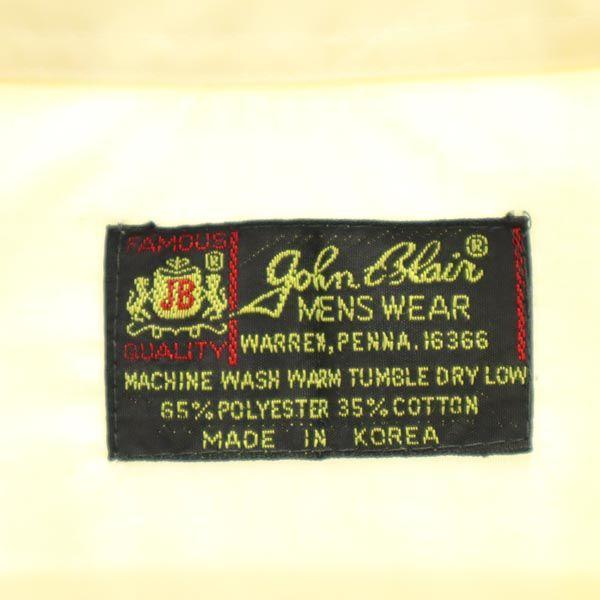 FAMOUS
JB ®
QUALITY
John Blair ®
MENS WEAR
WARREN, PENNA. 16366
MACHINE WASH WARM TUMBLE DRY LOW
65% POLYESTER 35% COTTON
MADE IN KOREA